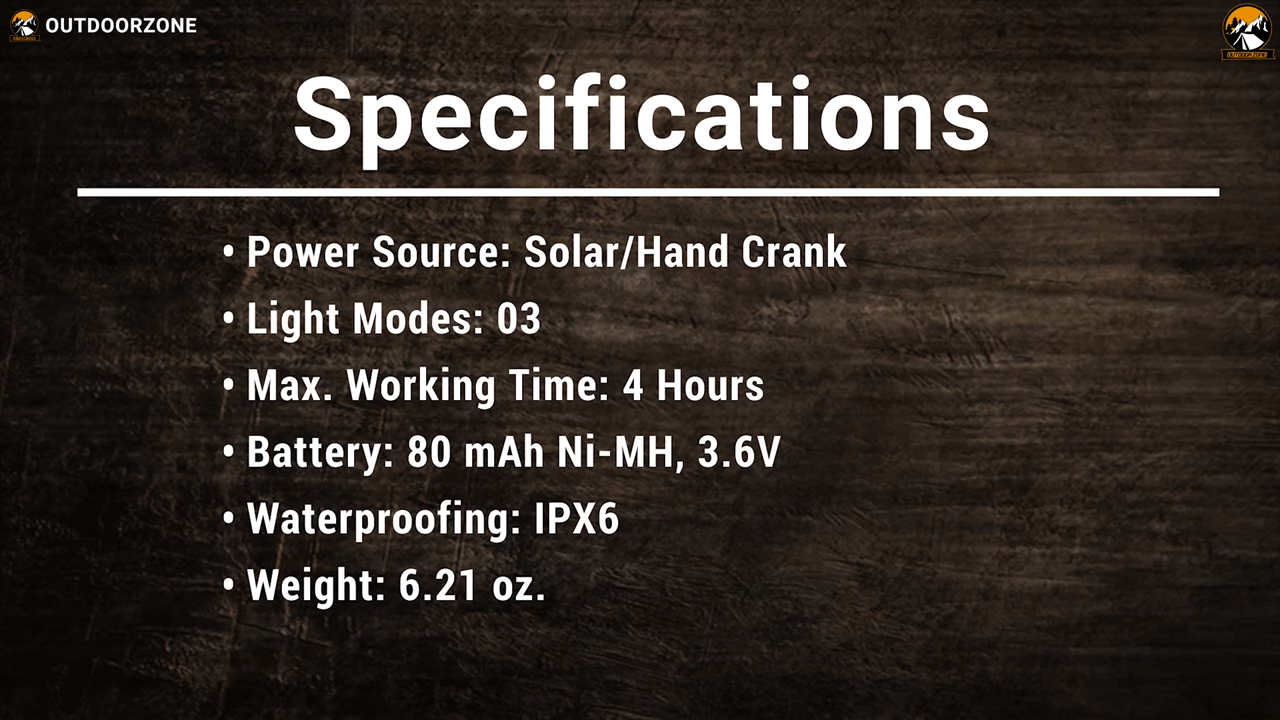 OUTDOORZONE
OUTDOORZONE
Specifications
• Power Source: Solar/Hand Crank
• Light Modes: 03
• Max. Working Time: 4 Hours
• Battery: 80 mAh Ni-MH, 3.6V
• Waterproofing: IPX6
• Weight: 6.21 oz.